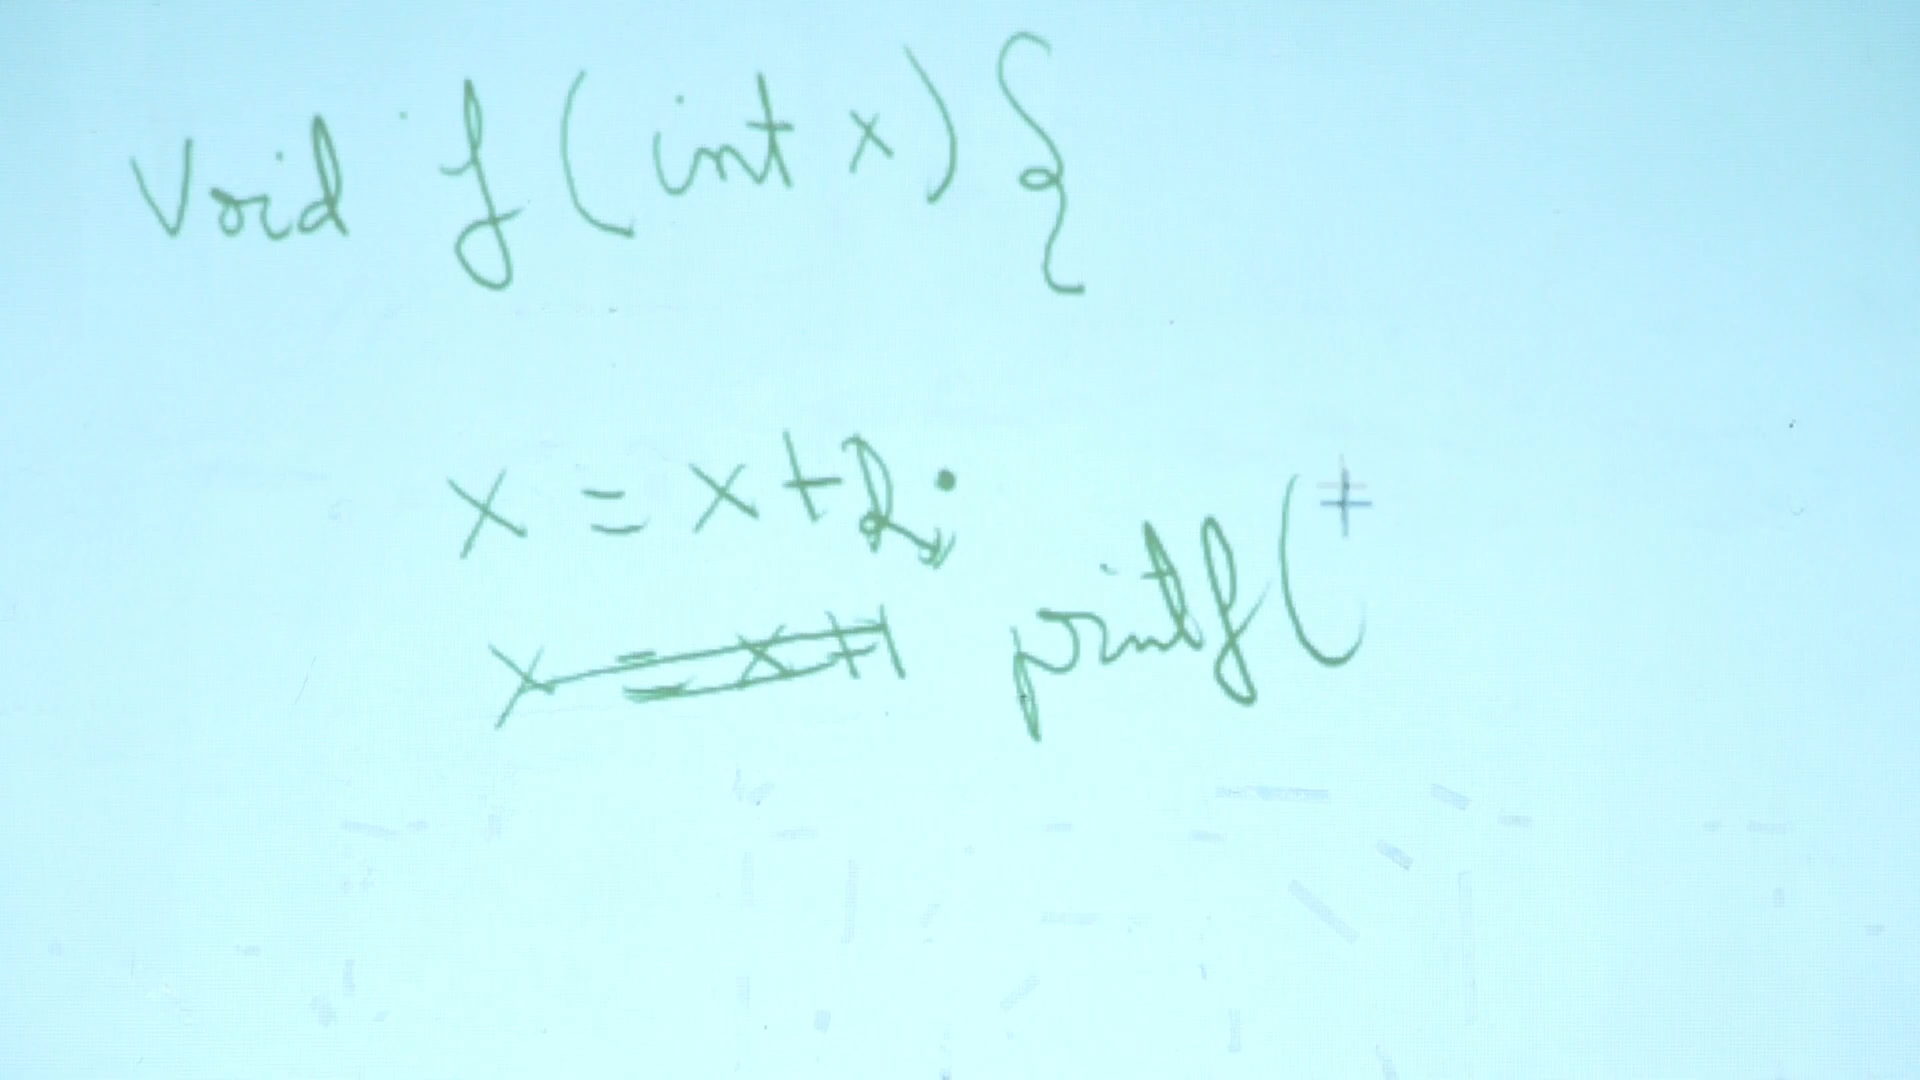 void f (int x) {
x = x + 2;
x = x + 1
printf (